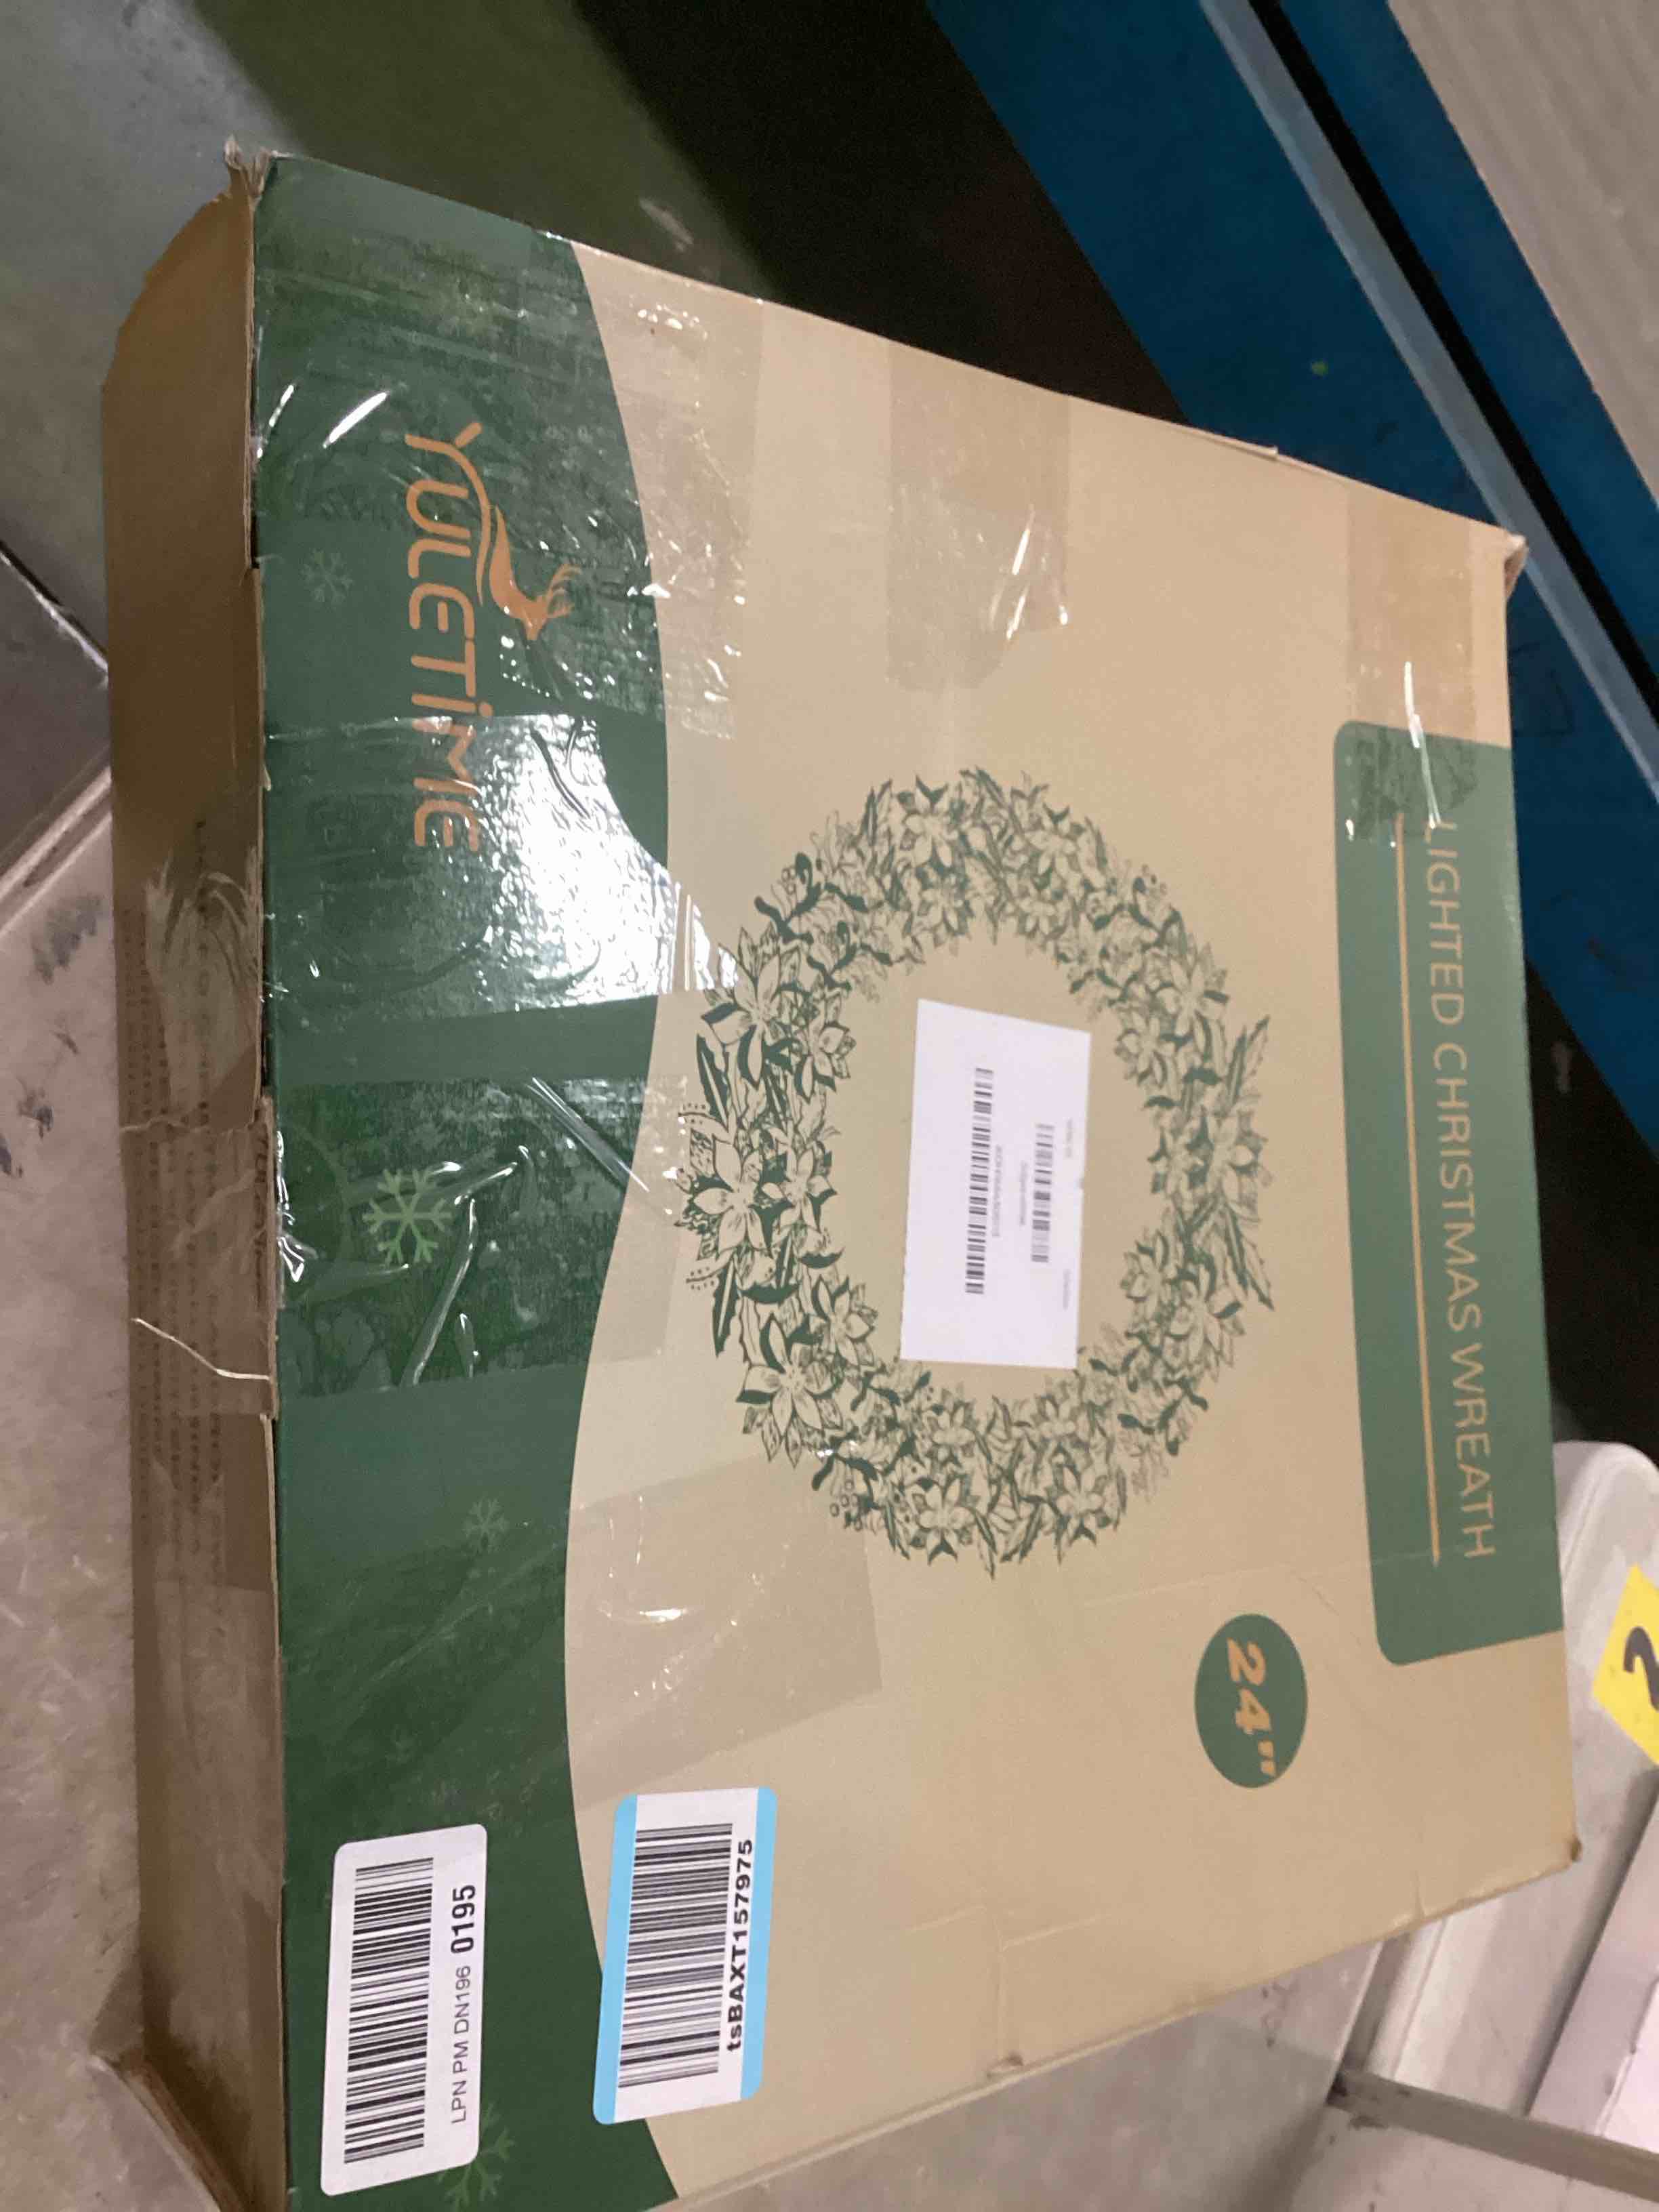 YULETiME
LIGHTED CHRISTMAS WREATH
24"
tsBAXT157975
LPN PM DN196 0195